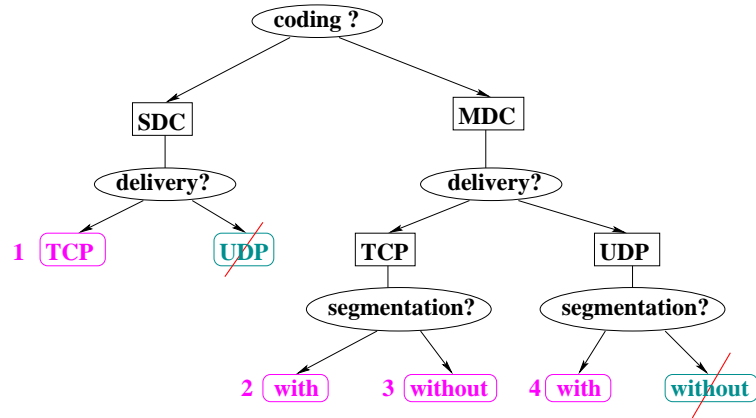 coding ?
SDC
MDC
delivery?
delivery?
1 TCP
UDP
TCP
UDP
segmentation?
segmentation?
2 with
3 without
4 with
without